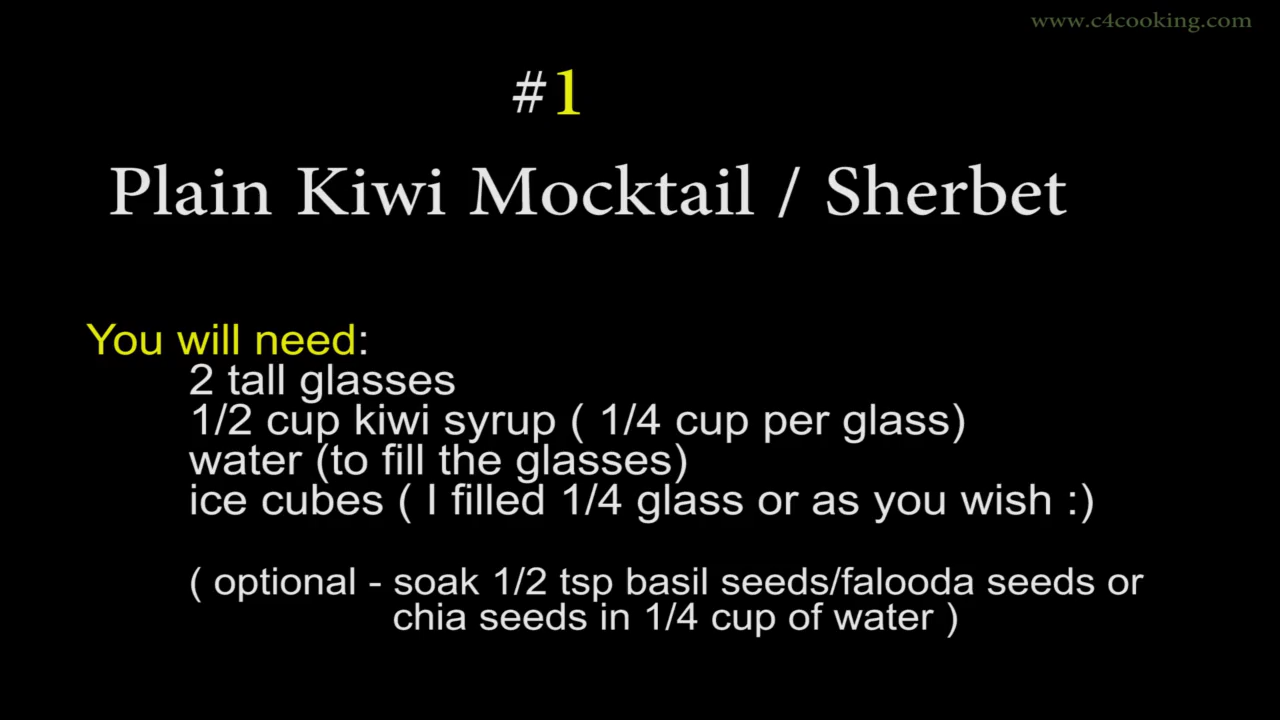 www.c4cooking.com
#1
Plain Kiwi Mocktail / Sherbet
You will need:
2 tall glasses
1/2 cup kiwi syrup ( 1/4 cup per glass)
water (to fill the glasses)
ice cubes ( I filled 1/4 glass or as you wish :)
( optional - soak 1/2 tsp basil seeds/falooda seeds or
chia seeds in 1/4 cup of water )